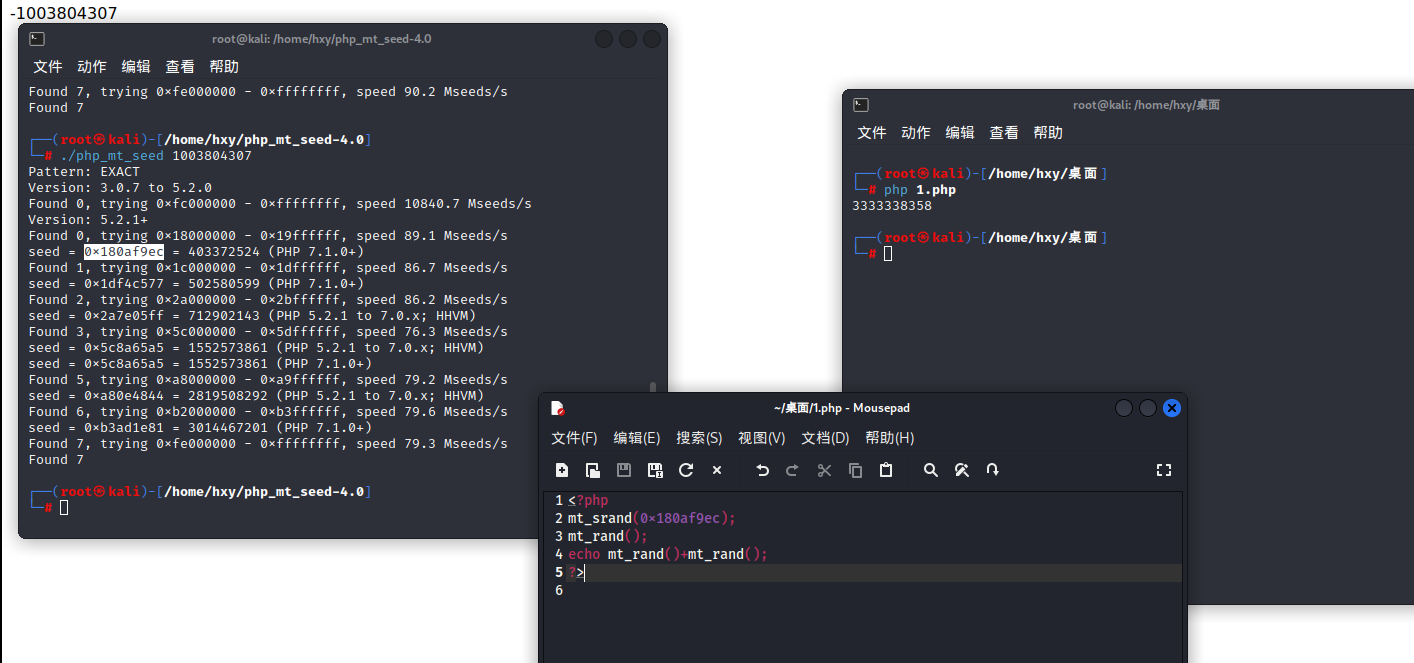 -1003804307
root@kali: /home/hxy/php_mt_seed-4.0
文件 动作 编辑 查看 帮助
Found 7, trying 0×fe000000 - 0×ffffffff, speed 90.2 Mseeds/s
Found 7
┌──(root㉿kali)-[/home/hxy/php_mt_seed-4.0]
└─# ./php_mt_seed 1003804307
Pattern: EXACT
Version: 3.0.7 to 5.2.0
Found 0, trying 0×fc000000 - 0×ffffffff, speed 10840.7 Mseeds/s
Version: 5.2.1+
Found 0, trying 0×18000000 - 0×19ffffff, speed 89.1 Mseeds/s
seed = 0×180af9ec = 403372524 (PHP 7.1.0+)
Found 1, trying 0×1c000000 - 0×1dffffff, speed 86.7 Mseeds/s
seed = 0×1df4c577 = 502580599 (PHP 7.1.0+)
Found 2, trying 0×2a000000 - 0×2bffffff, speed 86.2 Mseeds/s
seed = 0×2a7e05ff = 712902143 (PHP 5.2.1 to 7.0.x; HHVM)
Found 3, trying 0×5c000000 - 0×5dffffff, speed 76.3 Mseeds/s
seed = 0×5c8a65a5 = 1552573861 (PHP 5.2.1 to 7.0.x; HHVM)
seed = 0×5c8a65a5 = 1552573861 (PHP 7.1.0+)
Found 5, trying 0×a8000000 - 0×a9ffffff, speed 79.2 Mseeds/s
seed = 0×a80e4844 = 2819508292 (PHP 5.2.1 to 7.0.x; HHVM)
Found 6, trying 0×b2000000 - 0×b3ffffff, speed 79.6 Mseeds/s
seed = 0×b3ad1e81 = 3014467201 (PHP 7.1.0+)
Found 7, trying 0×fe000000 - 0×ffffffff, speed 79.3 Mseeds/s
Found 7
┌──(root㉿kali)-[/home/hxy/php_mt_seed-4.0]
└─#
root@kali: /home/hxy/桌面
文件 动作 编辑 查看 帮助
┌──(root㉿kali)-[/home/hxy/桌面]
└─# php 1.php
3333338358
┌──(root㉿kali)-[/home/hxy/桌面]
└─#
~/桌面/1.php - Mousepad
文件(F) 编辑(E) 搜索(S) 视图(V) 文档(D) 帮助(H)
1 <?php
2 mt_srand(0×180af9ec);
3 mt_rand();
4 echo mt_rand()+mt_rand();
5 ?>
6